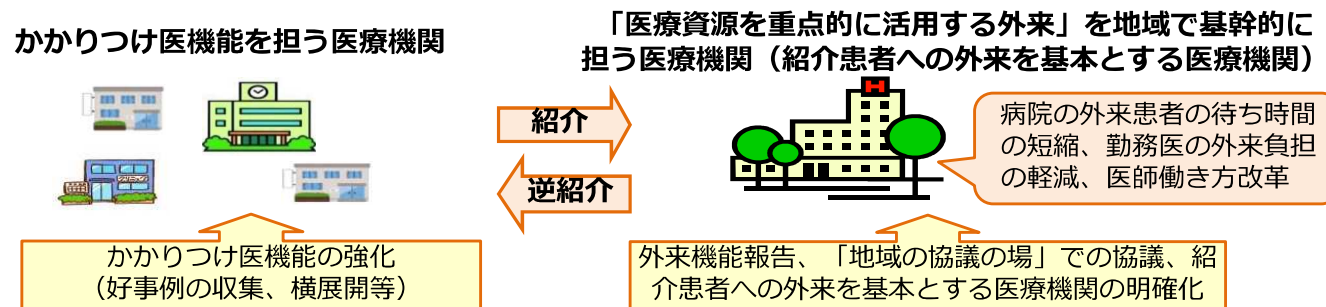 かかりつけ医機能を担う医療機関
「医療資源を重点的に活用する外来」を地域で基幹的に
担う医療機関（紹介患者への外来を基本とする医療機関）
紹介
逆紹介
病院の外来患者の待ち時間
の短縮、勤務医の外来負担
の軽減、医師働き方改革
かかりつけ医機能の強化
（好事例の収集、横展開等）
外来機能報告、「地域の協議の場」での協議、紹
介患者への外来を基本とする医療機関の明確化